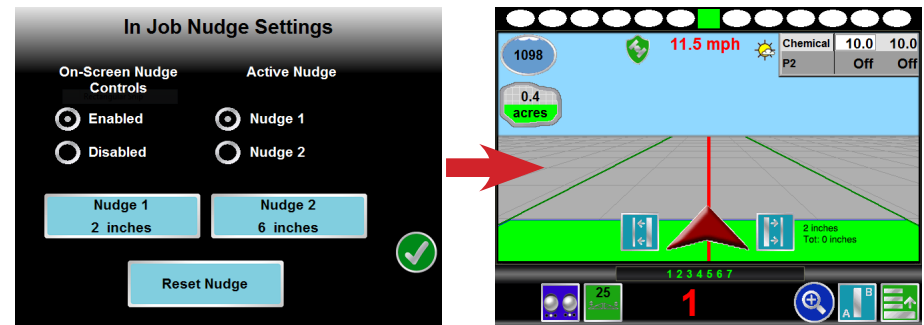 In Job Nudge Settings
On-Screen Nudge
Controls
Active Nudge
Enabled
Nudge 1
Disabled
Nudge 2
Nudge 1
2 inches
Nudge 2
6 inches
Reset Nudge
1098
11.5 mph
Chemical 10.0 10.0
P2 Off Off
0.4
acres
2 inches
Tot: 0 inches
1 2 3 4 5 6 7
25
1
A B